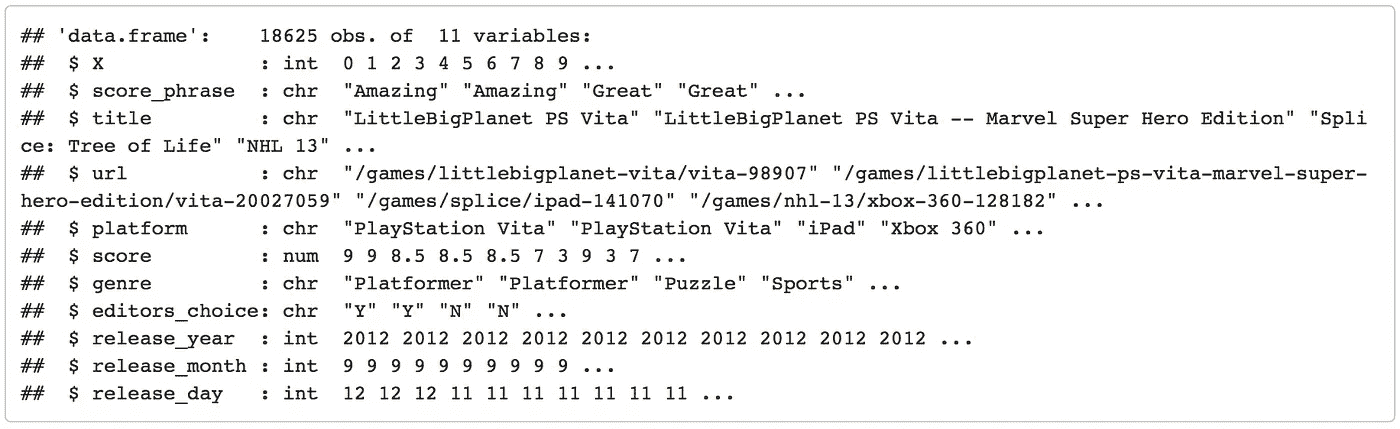 ## 'data.frame':    18625 obs. of  11 variables:
##  $ X             : int  0 1 2 3 4 5 6 7 8 9 ...
##  $ score_phrase  : chr  "Amazing" "Amazing" "Great" "Great" ...
##  $ title         : chr  "LittleBigPlanet PS Vita" "LittleBigPlanet PS Vita -- Marvel Super Hero Edition" "Spli
ce: Tree of Life" "NHL 13" ...
##  $ url           : chr  "/games/littlebigplanet-vita/vita-98907" "/games/littlebigplanet-ps-vita-marvel-super-
hero-edition/vita-20027059" "/games/splice/ipad-141070" "/games/nhl-13/xbox-360-128182" ...
##  $ platform      : chr  "PlayStation Vita" "PlayStation Vita" "iPad" "Xbox 360" ...
##  $ score         : num  9 9 8.5 8.5 8.5 7 3 9 3 7 ...
##  $ genre         : chr  "Platformer" "Platformer" "Puzzle" "Sports" ...
##  $ editors_choice: chr  "Y" "Y" "N" "N" ...
##  $ release_year  : int  2012 2012 2012 2012 2012 2012 2012 2012 2012 2012 ...
##  $ release_month : int  9 9 9 9 9 9 9 9 9 9 ...
##  $ release_day   : int  12 12 12 11 11 11 11 11 11 11 ...